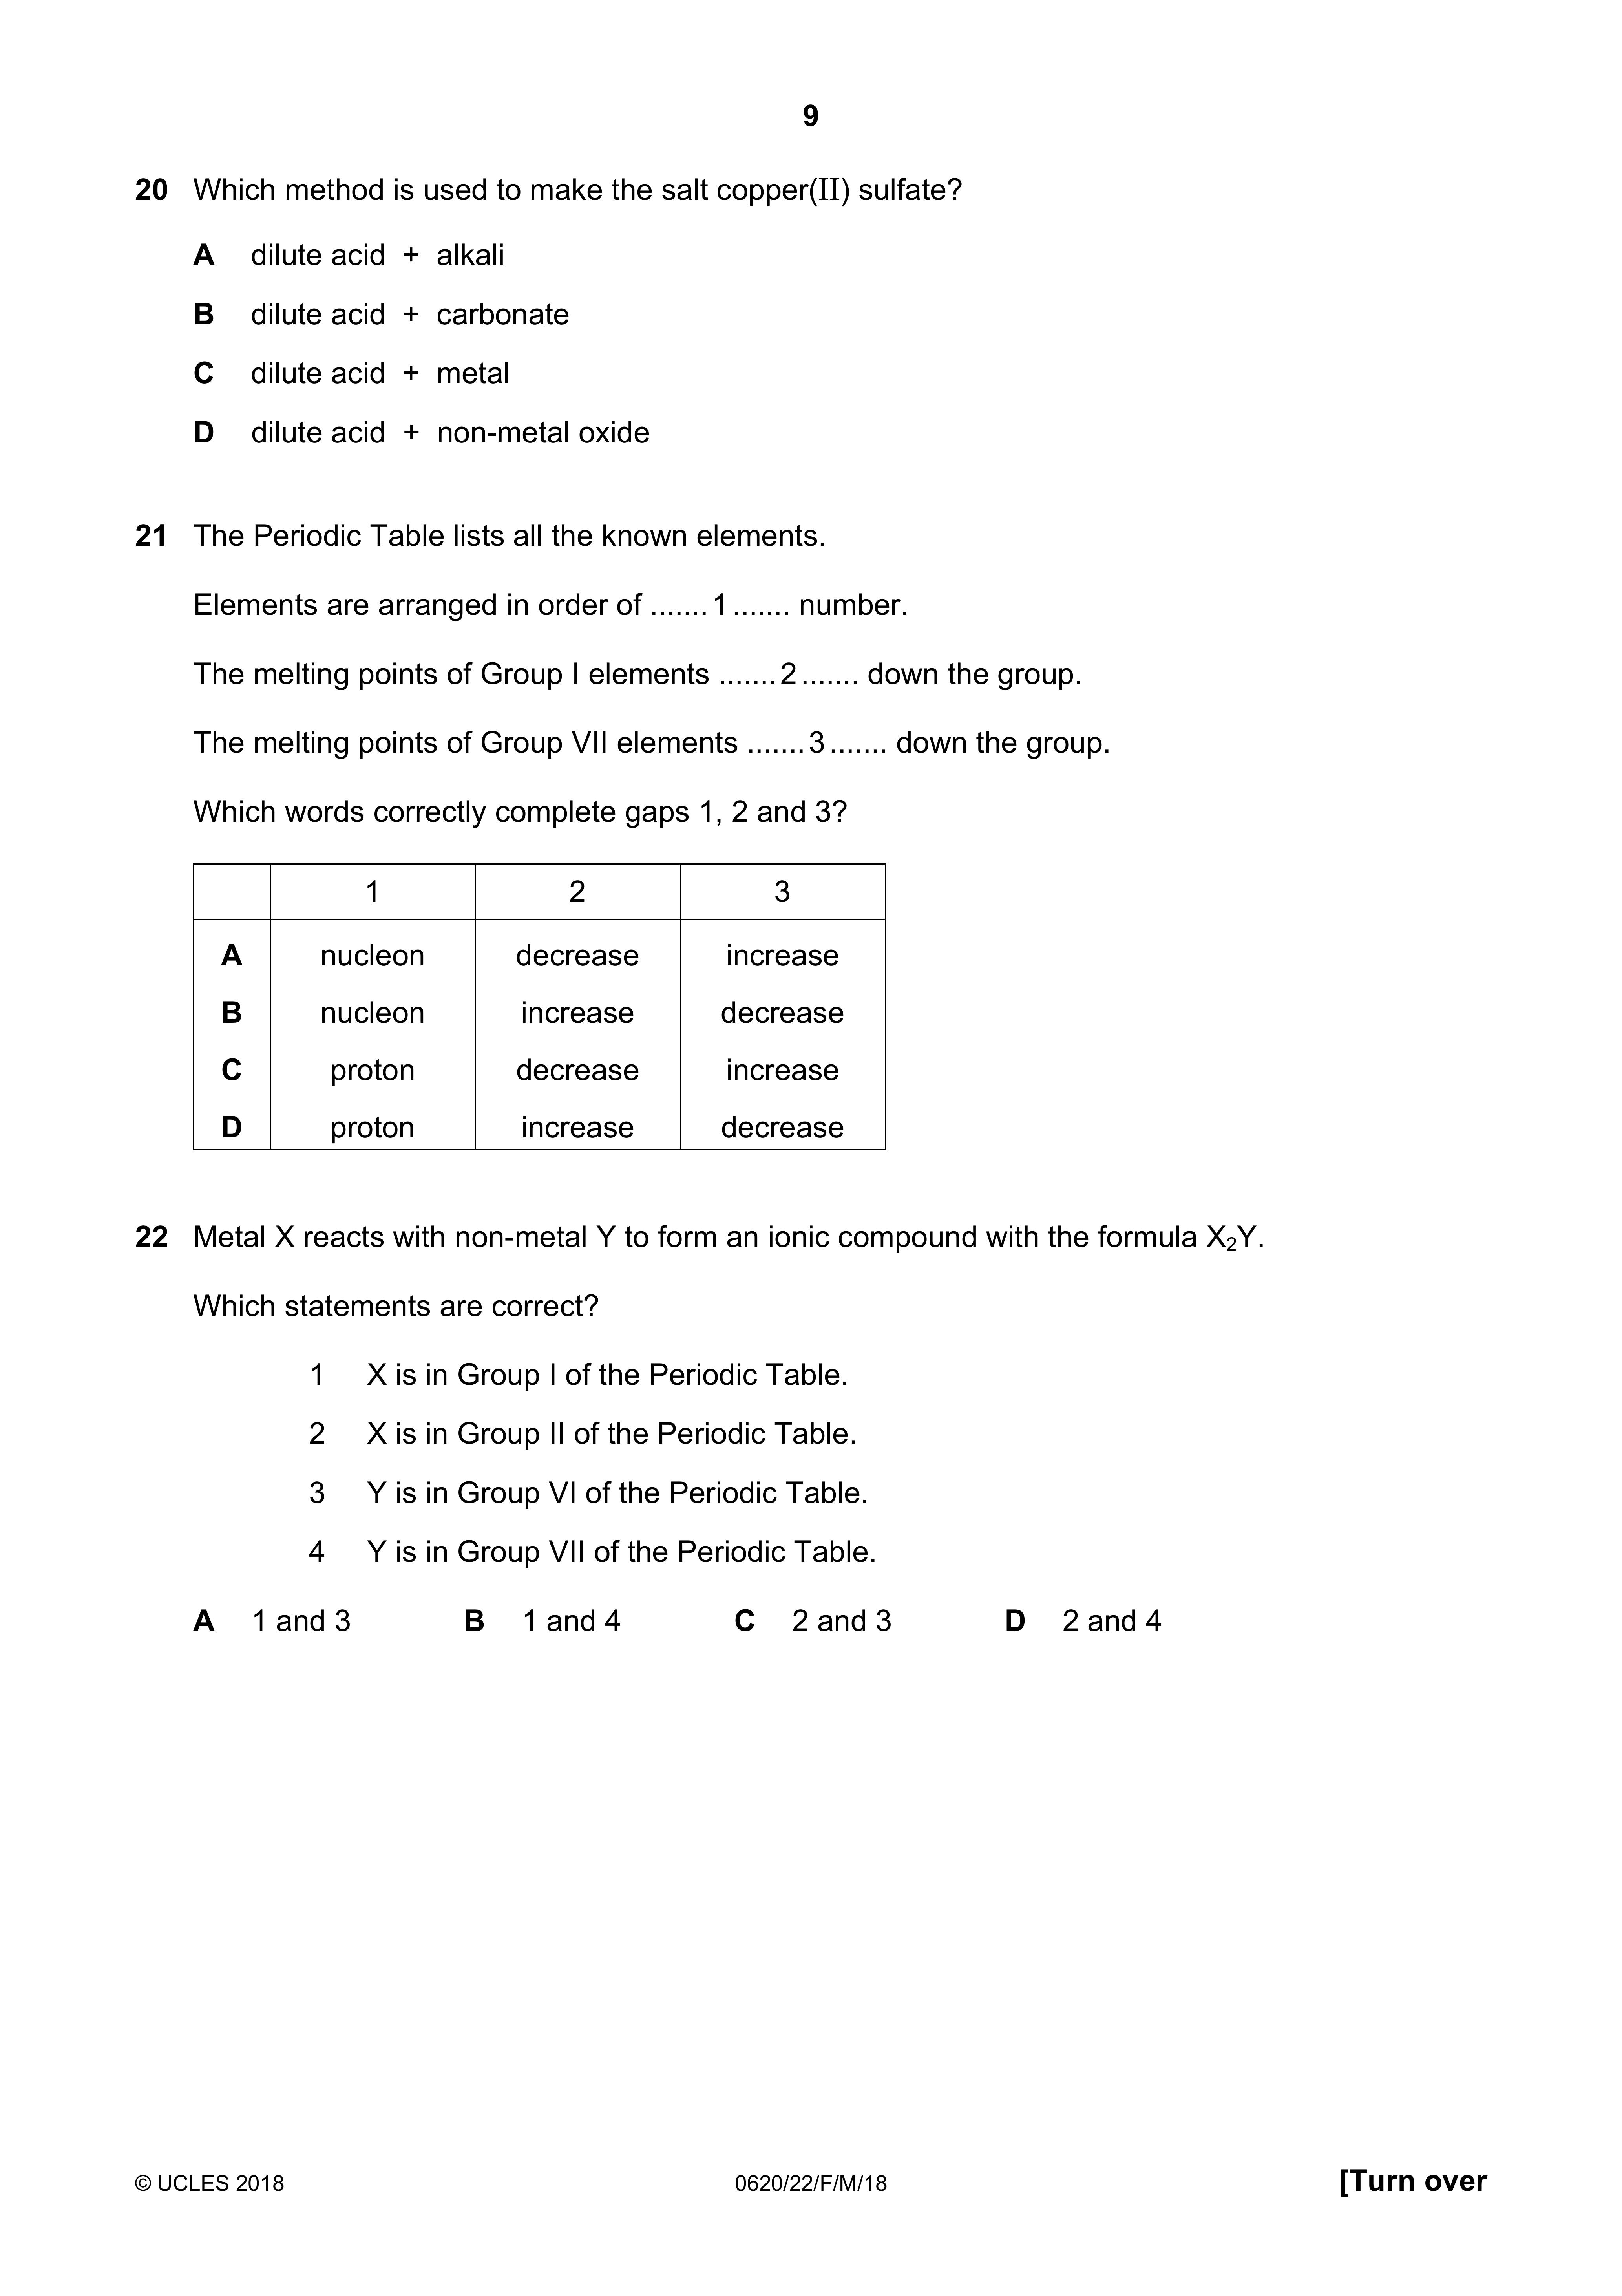 9
20 Which method is used to make the salt copper(II) sulfate?
A dilute acid + alkali
B dilute acid + carbonate
C dilute acid + metal
D dilute acid + non-metal oxide
21 The Periodic Table lists all the known elements.
Elements are arranged in order of .......1....... number.
The melting points of Group I elements .......2....... down the group.
The melting points of Group VII elements .......3....... down the group.
Which words correctly complete gaps 1, 2 and 3?
1 2 3
A nucleon decrease increase
B nucleon increase decrease
C proton decrease increase
D proton increase decrease
22 Metal X reacts with non-metal Y to form an ionic compound with the formula X₂Y.
Which statements are correct?
1 X is in Group I of the Periodic Table.
2 X is in Group II of the Periodic Table.
3 Y is in Group VI of the Periodic Table.
4 Y is in Group VII of the Periodic Table.
A 1 and 3 B 1 and 4 C 2 and 3 D 2 and 4
© UCLES 2018 0620/22/F/M/18 [Turn over